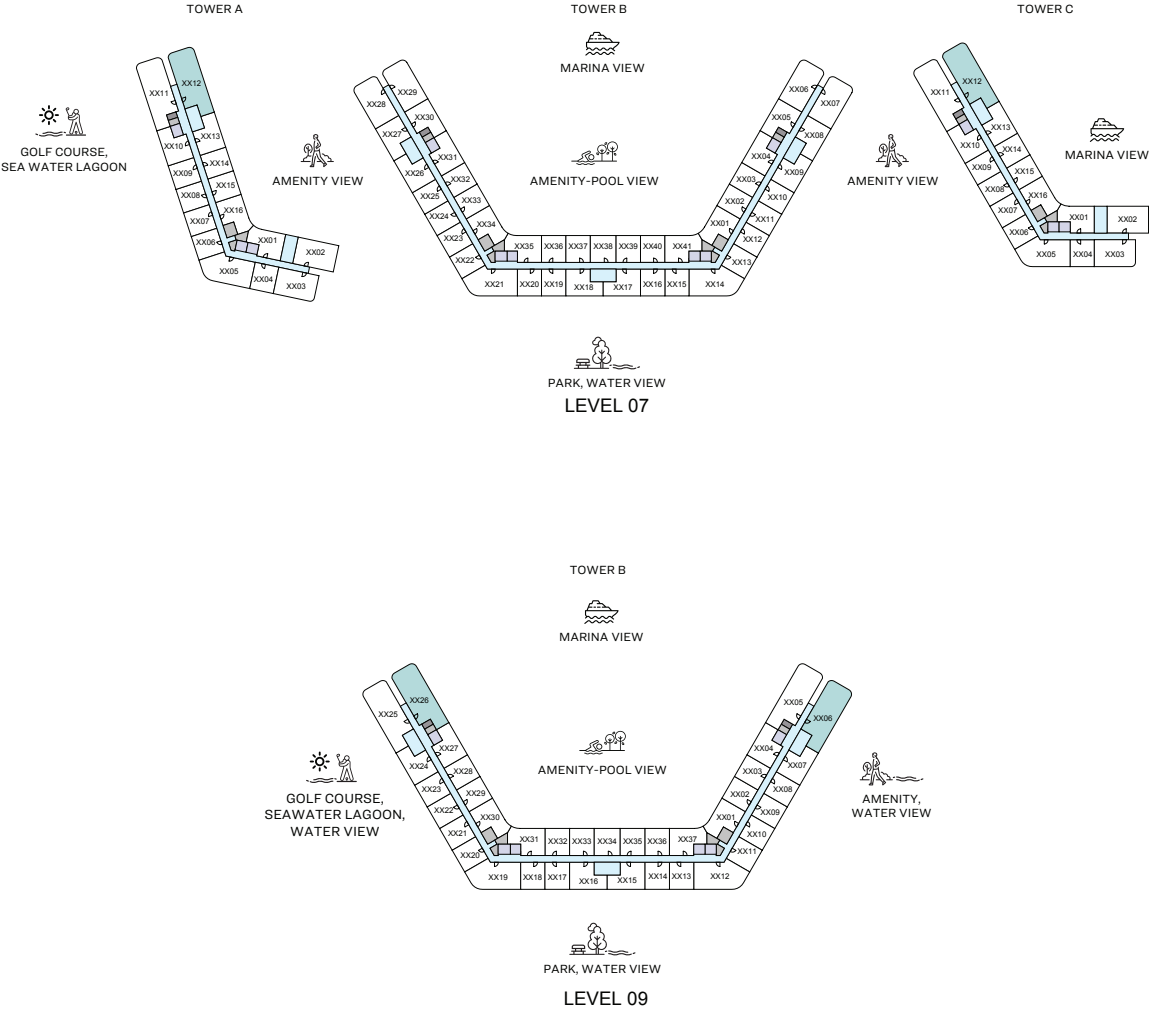 TOWER A
TOWER B
TOWER C
MARINA VIEW
GOLF COURSE,
SEA WATER LAGOON
AMENITY VIEW
AMENITY-POOL VIEW
AMENITY VIEW
MARINA VIEW
XX11
XX12
XX10
XX13
XX09
XX14
XX08
XX15
XX07
XX16
XX06
XX01
XX02
XX05
XX04
XX03
XX28
XX29
XX27
XX30
XX26
XX31
XX25
XX32
XX24
XX33
XX23
XX34
XX22
XX35
XX36
XX37
XX38
XX39
XX40
XX41
XX21
XX20
XX19
XX18
XX17
XX16
XX15
XX14
XX06
XX07
XX05
XX08
XX04
XX09
XX03
XX10
XX02
XX11
XX01
XX12
XX13
XX11
XX12
XX10
XX13
XX09
XX14
XX08
XX15
XX07
XX16
XX06
XX01
XX02
XX05
XX04
XX03
PARK, WATER VIEW
LEVEL 07
TOWER B
MARINA VIEW
AMENITY-POOL VIEW
GOLF COURSE,
SEAWATER LAGOON,
WATER VIEW
AMENITY,
WATER VIEW
XX25
XX26
XX24
XX27
XX23
XX28
XX22
XX29
XX21
XX30
XX20
XX31
XX32
XX33
XX34
XX35
XX36
XX37
XX19
XX18
XX17
XX16
XX15
XX14
XX13
XX12
XX05
XX06
XX04
XX07
XX03
XX08
XX02
XX09
XX01
XX10
XX11
PARK, WATER VIEW
LEVEL 09